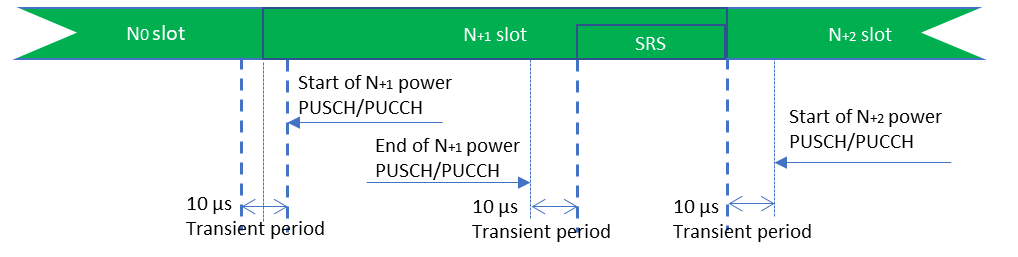 N0 slot
N+1 slot
SRS
N+2 slot
Start of N+1 power
PUSCH/PUCCH
End of N+1 power
PUSCH/PUCCH
Start of N+2 power
PUSCH/PUCCH
10 µs
Transient period
10 µs
Transient period
10 µs
Transient period